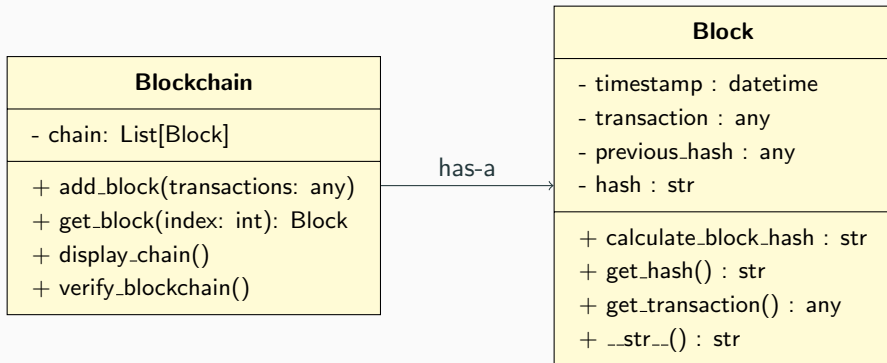 Blockchain
- chain: List[Block]
+ add_block(transactions: any)
+ get_block(index: int): Block
+ display_chain()
+ verify_blockchain()
has-a
Block
- timestamp : datetime
- transaction : any
- previous_hash : any
- hash : str
+ calculate_block_hash : str
+ get_hash() : str
+ get_transaction() : any
+ __str__() : str